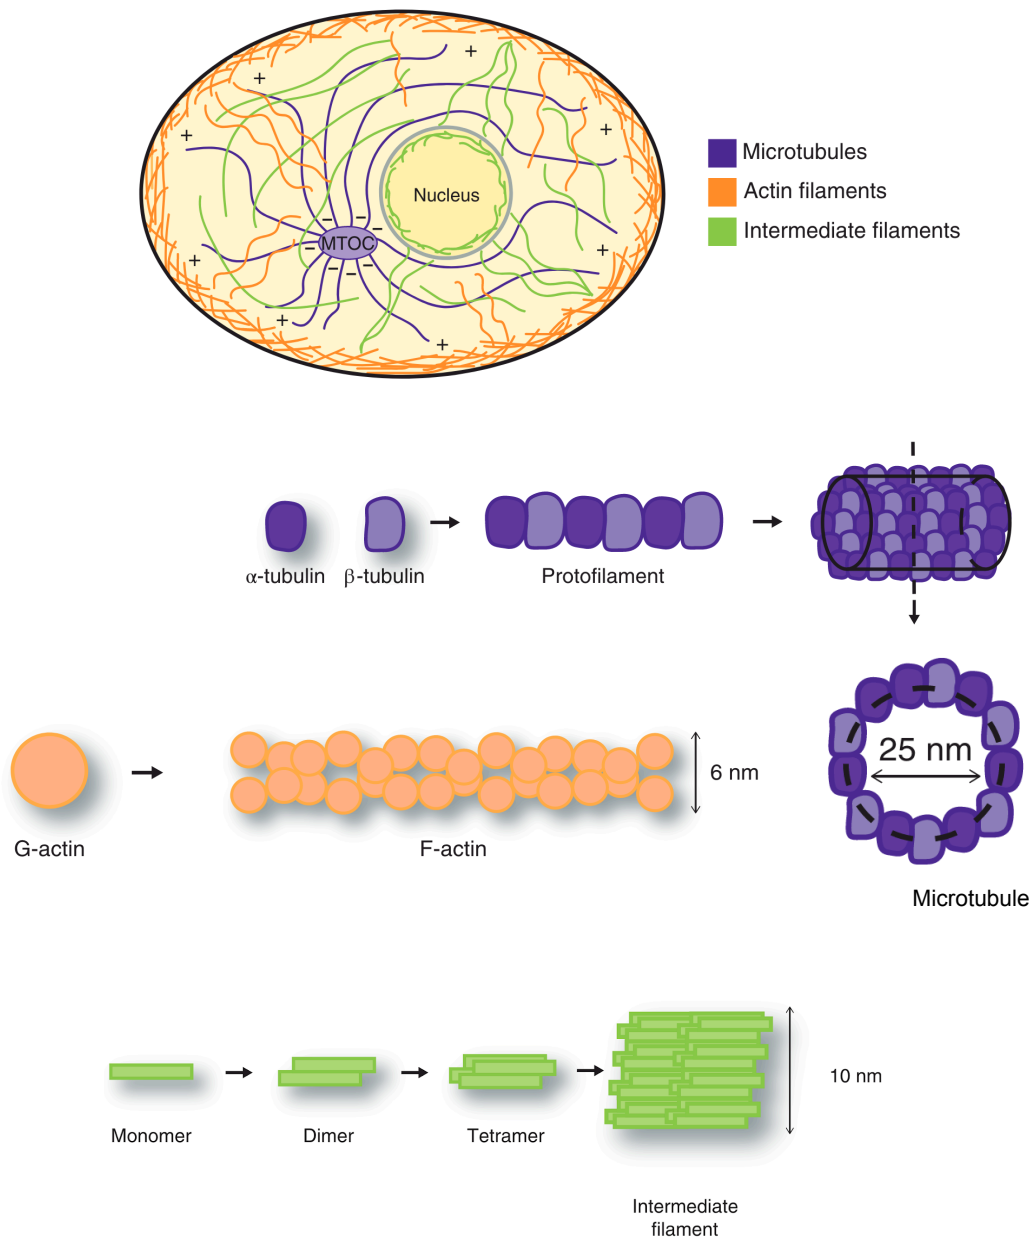 +
+
+
+
Microtubules
Actin filaments
Intermediate filaments
Nucleus
− −
−
MTOC
−
−
− −
−
+
+
+
+
α-tubulin
β-tubulin
Protofilament
25 nm
6 nm
G-actin
F-actin
Microtubule
10 nm
Monomer
Dimer
Tetramer
Intermediate
filament